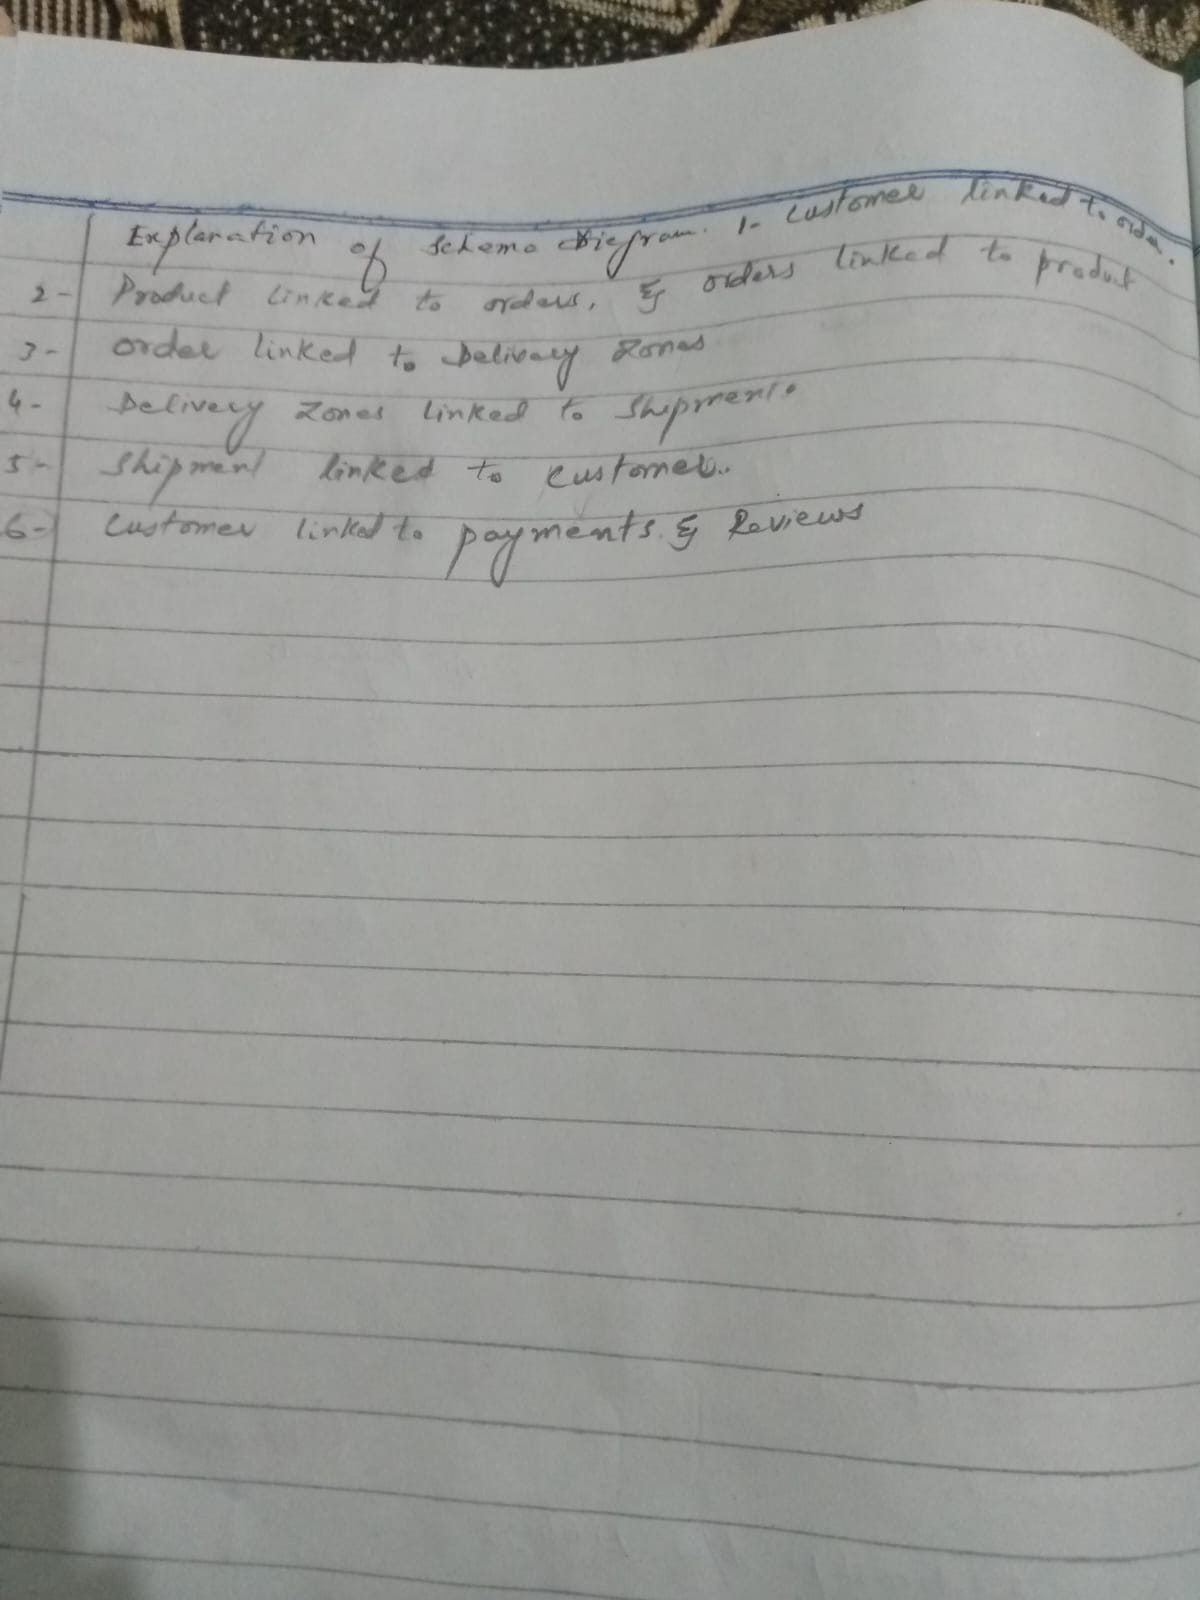 Explanation of Schema Diegram. 1- Customer linked to order.
2- Product linked to orders, & orders linked to product
3- order linked to Delivery Zones
4- Delivery Zones linked to Shipments
5- Shipment linked to customer..
6- Customer linked to payments. & Reviews